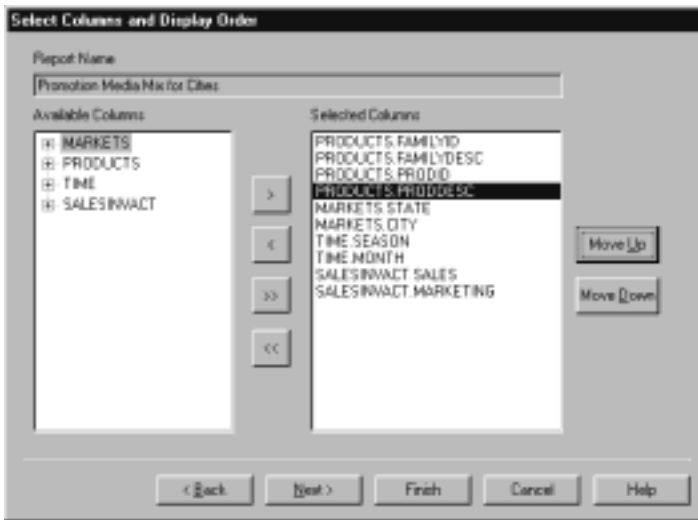 Select Columns and Display Order
Report Name
Promotion Media Mix for Cities
Available Columns
MARKETS
PRODUCTS
TIME
SALESINVACT
>
<
>>
<<
Selected Columns
PRODUCTS.FAMILYID
PRODUCTS.FAMILYDESC
PRODUCTS.PRODID
PRODUCTS.PRODDESC
MARKETS.STATE
MARKETS.CITY
TIME.SEASON
TIME.MONTH
SALESINVACT.SALES
SALESINVACT.MARKETING
Move Up
Move Down
< Back
Next >
Finish
Cancel
Help